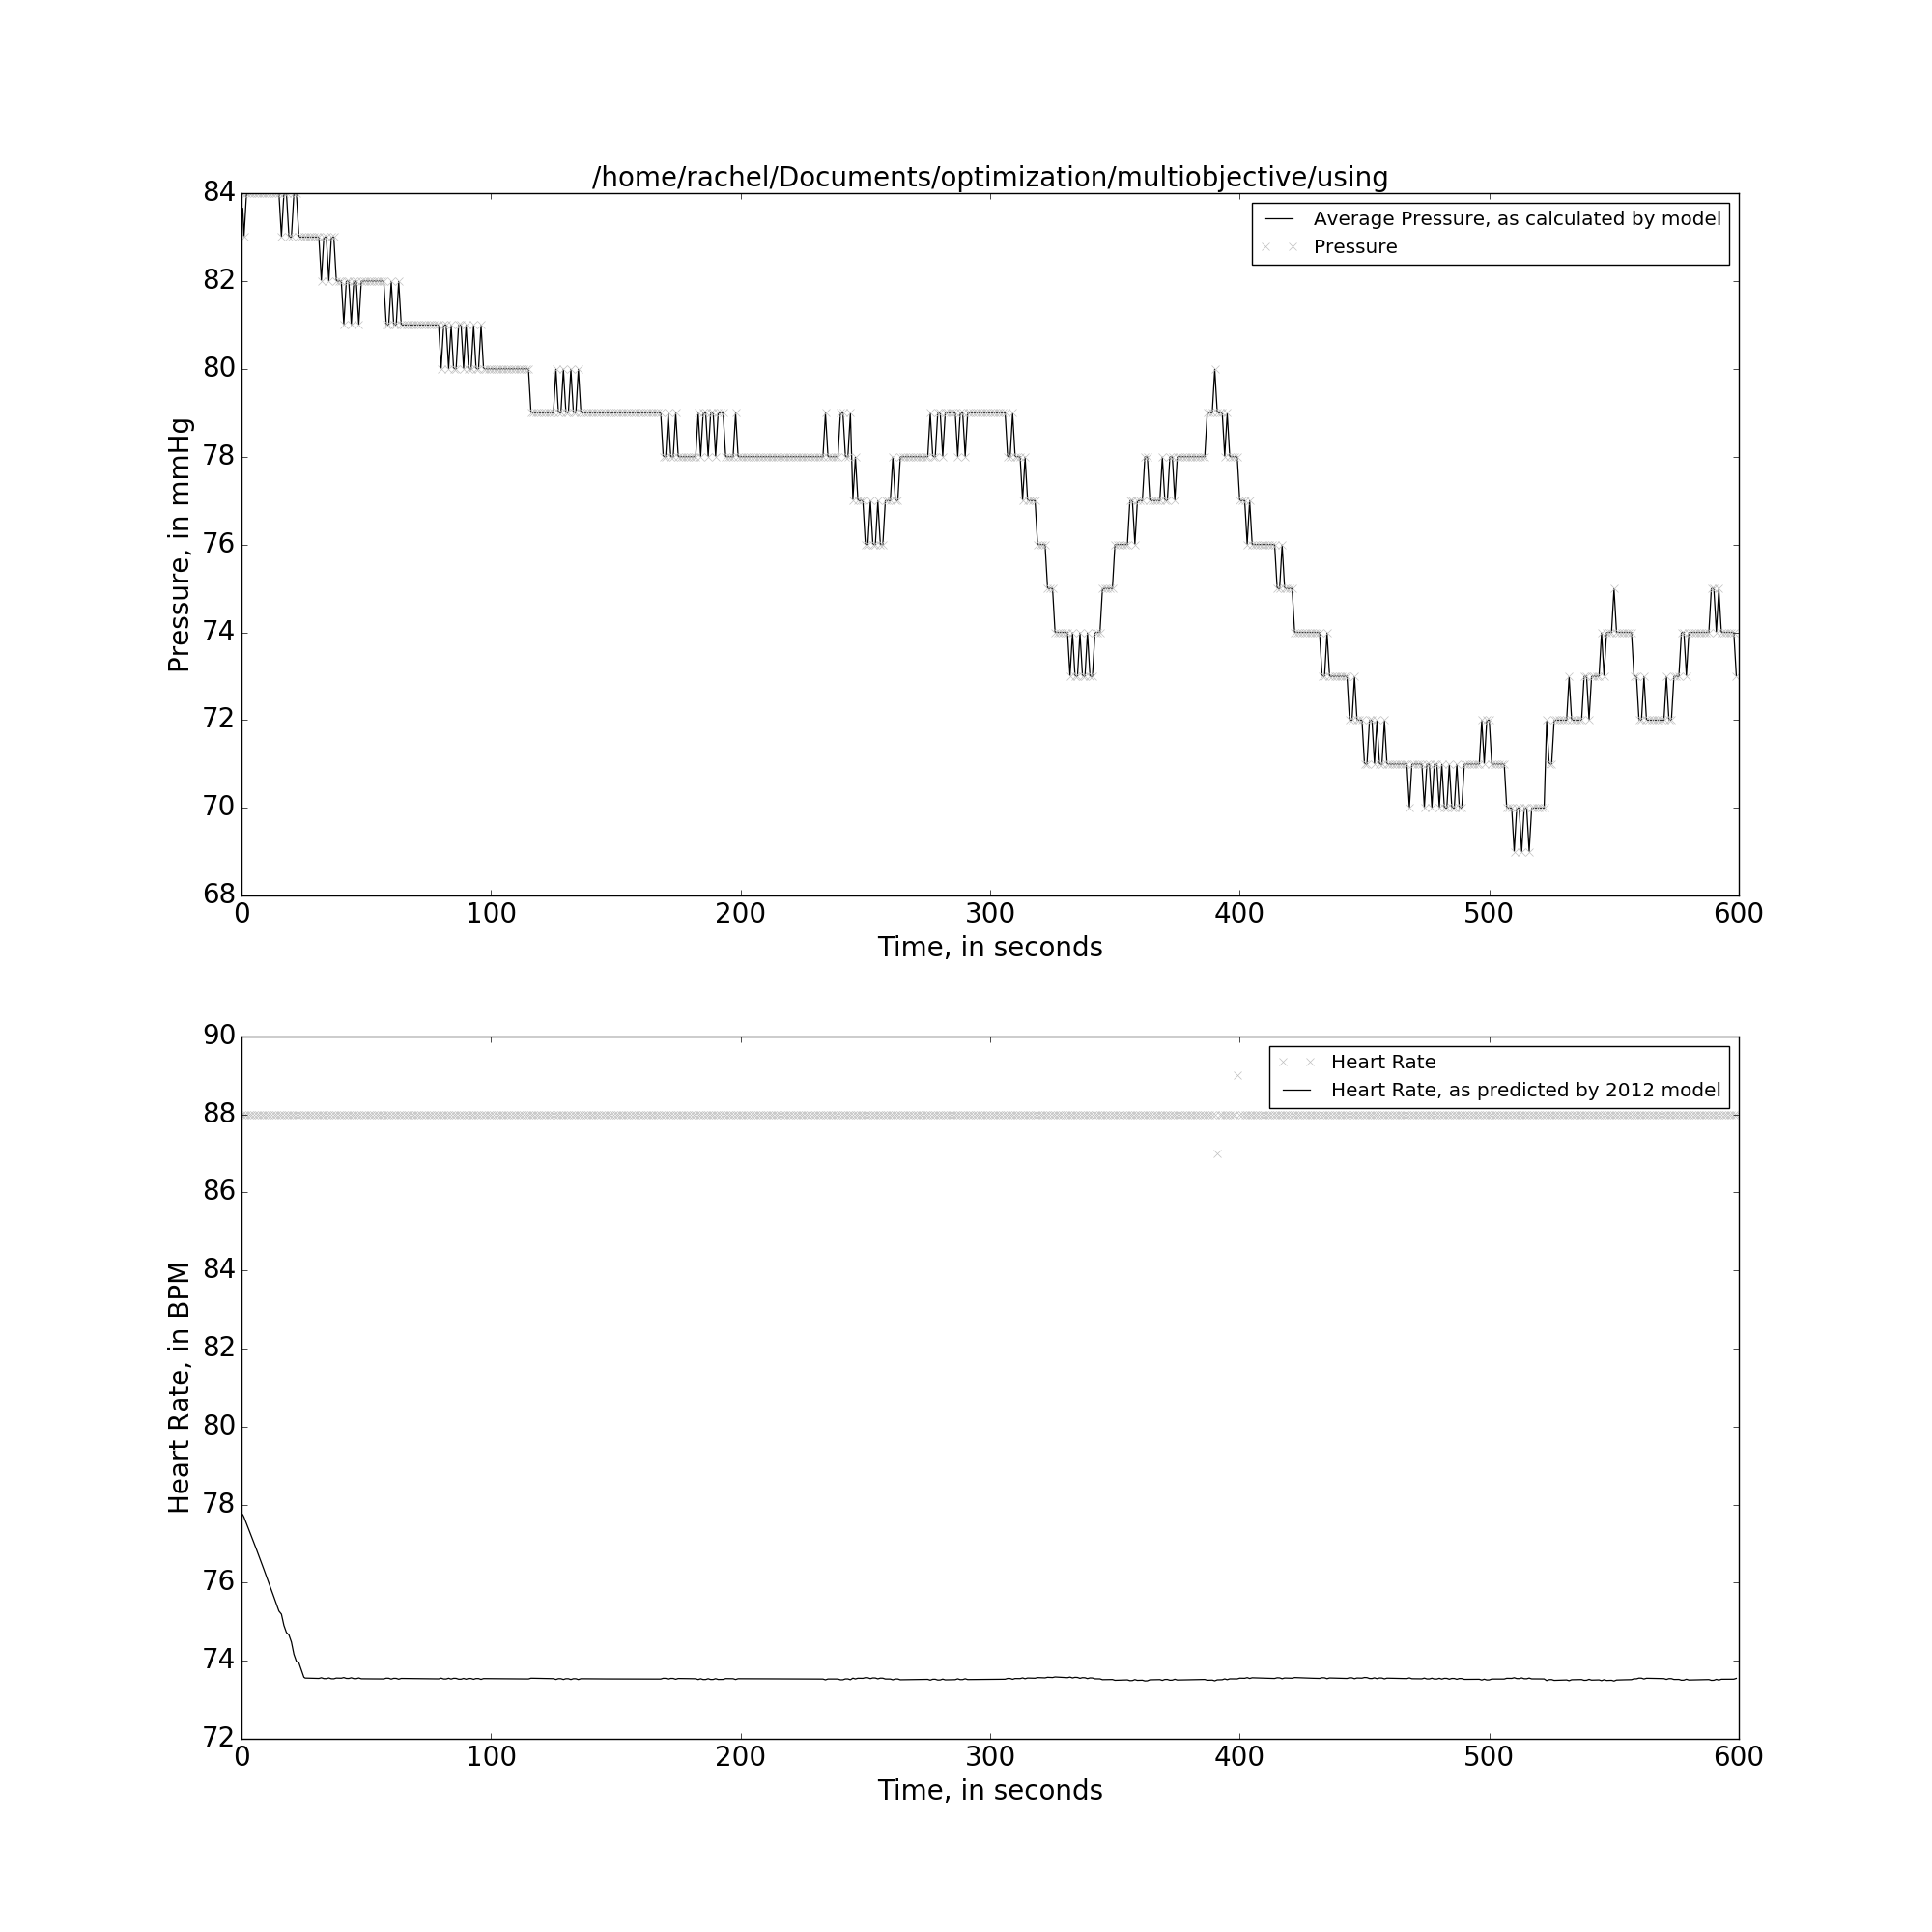 /home/rachel/Documents/optimization/multiobjective/using
84
82
80
78
76
74
72
70
68
Pressure, in mmHg
Average Pressure, as calculated by model
Pressure
0 100 200 300 400 500 600
Time, in seconds
90
88
86
84
82
80
78
76
74
72
Heart Rate, in BPM
Heart Rate
Heart Rate, as predicted by 2012 model
0 100 200 300 400 500 600
Time, in seconds